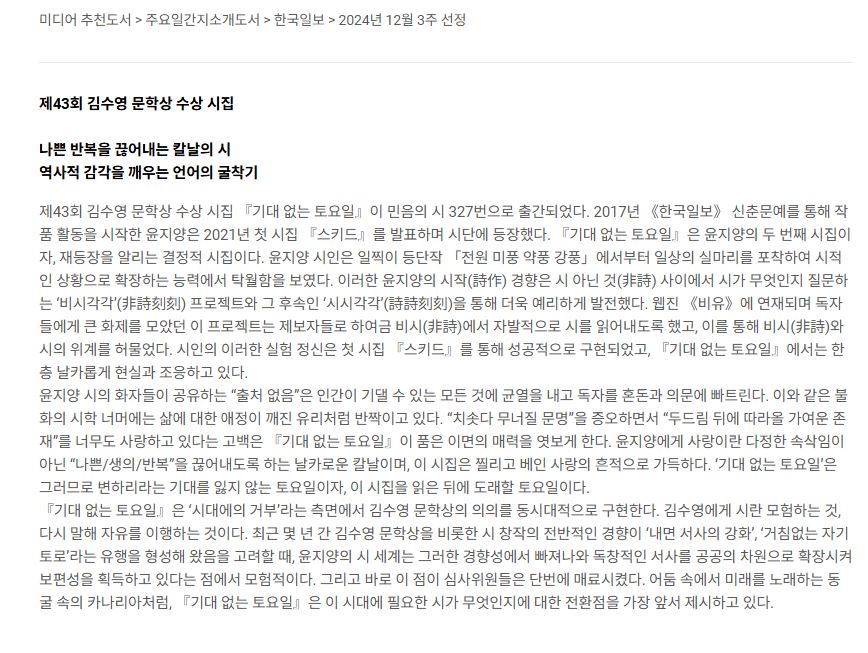 미디어 추천도서 > 주요일간지소개도서 > 한국일보 > 2024년 12월 3주 선정
제43회 김수영 문학상 수상 시집
나쁜 반복을 끊어내는 칼날의 시
역사적 감각을 깨우는 언어의 굴착기
제43회 김수영 문학상 수상 시집 『기대 없는 토요일』이 민음의 시 327번으로 출간되었다. 2017년 《한국일보》 신춘문예를 통해 작
품 활동을 시작한 윤지양은 2021년 첫 시집 『스키드』를 발표하며 시단에 등장했다. 『기대 없는 토요일』은 윤지양의 두 번째 시집이
자, 재등장을 알리는 결정적 시집이다. 윤지양 시인은 일찍이 등단작 「전원 미풍 약풍 강풍」에서부터 일상의 실마리를 포착하여 시적
인 상황으로 확장하는 능력에서 탁월함을 보였다. 이러한 윤지양의 시작(詩作) 경향은 시 아닌 것(非詩) 사이에서 시가 무엇인지 질문하
는 ‘비시각각’(非詩刻刻) 프로젝트와 그 후속인 ‘시시각각’(詩詩刻刻)을 통해 더욱 예리하게 발전했다. 웹진 《비유》에 연재되며 독자
들에게 큰 화제를 모았던 이 프로젝트는 제보자들로 하여금 비시(非詩)에서 자발적으로 시를 읽어내도록 했고, 이를 통해 비시(非詩)와
시의 위계를 허물었다. 시인의 이러한 실험 정신은 첫 시집 『스키드』를 통해 성공적으로 구현되었고, 『기대 없는 토요일』에서는 한
층 날카롭게 현실과 조응하고 있다.
윤지양 시의 화자들이 공유하는 “출처 없음”은 인간이 기댈 수 있는 모든 것에 균열을 내고 독자를 혼돈과 의문에 빠트린다. 이와 같은 불
화의 시학 너머에는 삶에 대한 애정이 깨진 유리처럼 반짝이고 있다. “치솟다 무너질 문명”을 증오하면서 “두드림 뒤에 따라올 가여운 존
재”를 너무도 사랑하고 있다는 고백은 『기대 없는 토요일』이 품은 이면의 매력을 엿보게 한다. 윤지양에게 사랑이란 다정한 속삭임이
아닌 “나쁜/생의/반복”을 끊어내도록 하는 날카로운 칼날이며, 이 시집은 찔리고 베인 사랑의 흔적으로 가득하다. ‘기대 없는 토요일’은
그러므로 변하리라는 기대를 잃지 않는 토요일이자, 이 시집을 읽은 뒤에 도래할 토요일이다.
『기대 없는 토요일』은 ‘시대에의 거부’라는 측면에서 김수영 문학상의 의의를 동시대적으로 구현한다. 김수영에게 시란 모험하는 것,
다시 말해 자유를 이행하는 것이다. 최근 몇 년 간 김수영 문학상을 비롯한 시 창작의 전반적인 경향이 ‘내면 서사의 강화’, ‘거침없는 자기
토로’라는 유행을 형성해 왔음을 고려할 때, 윤지양의 시 세계는 그러한 경향성에서 빠져나와 독창적인 서사를 공공의 차원으로 확장시켜
보편성을 획득하고 있다는 점에서 모험적이다. 그리고 바로 이 점이 심사위원들은 단번에 매료시켰다. 어둠 속에서 미래를 노래하는 동
굴 속의 카나리아처럼, 『기대 없는 토요일』은 이 시대에 필요한 시가 무엇인지에 대한 전환점을 가장 앞서 제시하고 있다.